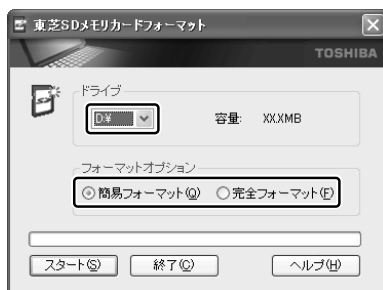 東芝SDメモリカードフォーマット
TOSHIBA
ドライブ
D:¥
容量: XX.XMB
フォーマットオプション
簡易フォーマット(Q) 完全フォーマット(F)
スタート(S) 終了(C) ヘルプ(H)